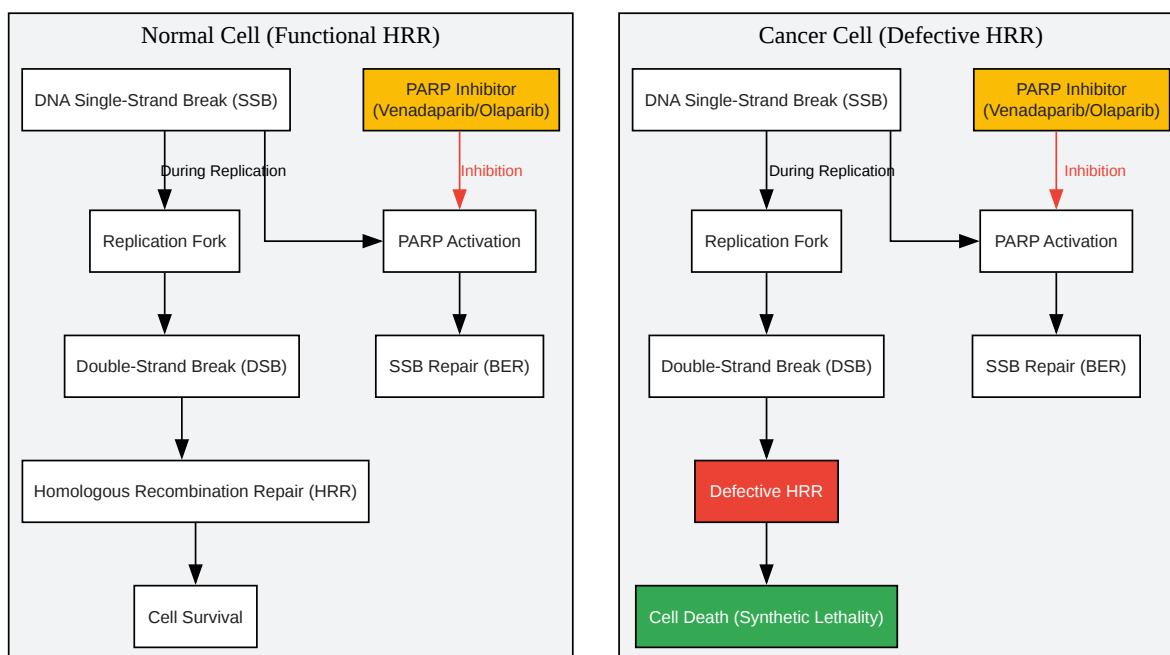 Normal Cell (Functional HRR)
DNA Single-Strand Break (SSB)
PARP Inhibitor
(Venadaparib/Olaparib)
During Replication
Inhibition
Replication Fork
PARP Activation
Double-Strand Break (DSB)
SSB Repair (BER)
Homologous Recombination Repair (HRR)
Cell Survival
Cancer Cell (Defective HRR)
DNA Single-Strand Break (SSB)
PARP Inhibitor
(Venadaparib/Olaparib)
During Replication
Inhibition
Replication Fork
PARP Activation
Double-Strand Break (DSB)
SSB Repair (BER)
Defective HRR
Cell Death (Synthetic Lethality)